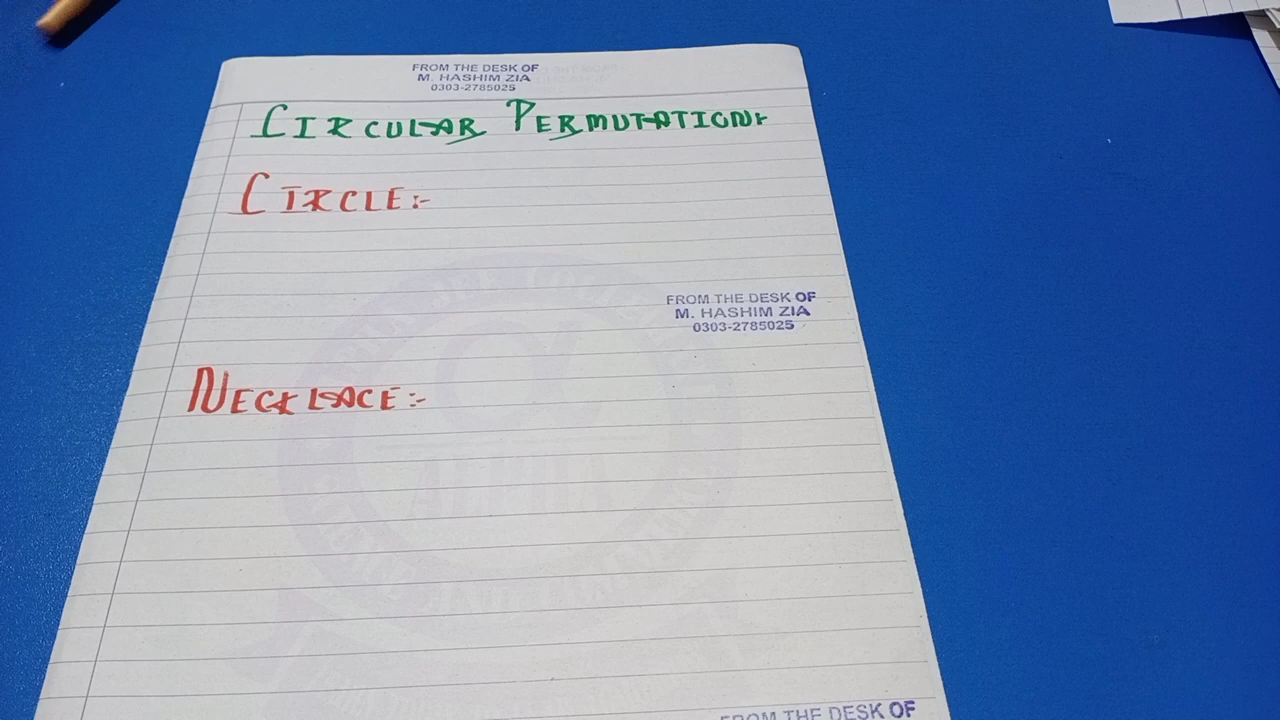 FROM THE DESK OF
M. HASHIM ZIA
0303-2785025
CIRCULAR PERMUTATION:
CIRCLE:-
FROM THE DESK OF
M. HASHIM ZIA
0303-2785025
NECKLACE:-
FROM THE DESK OF